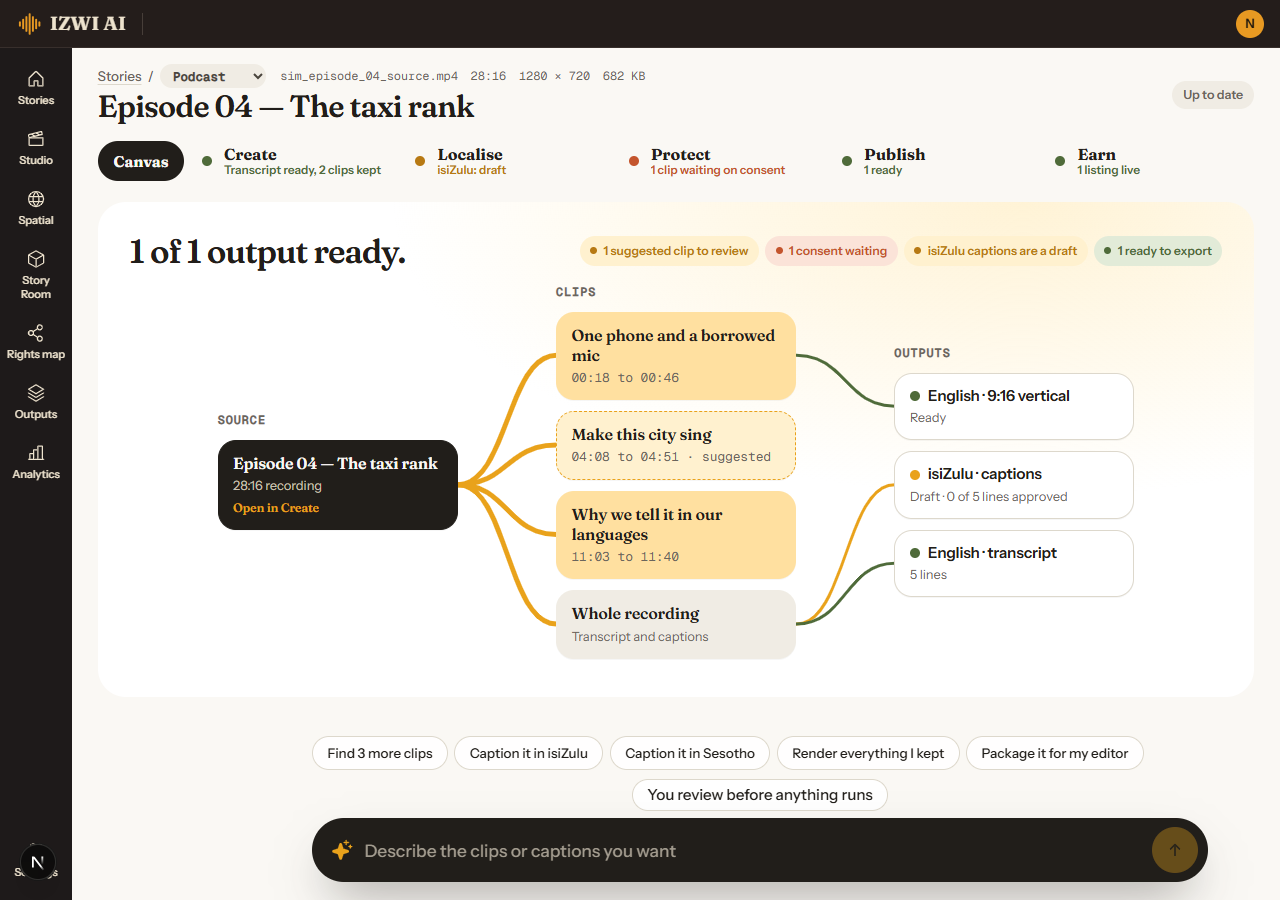 IZWI AI
N
Stories
Studio
Spatial
Story
Room
Rights map
Outputs
Analytics
N
Stories / Podcast sim_episode_04_source.mp4 28:16 1280 × 720 682 KB
Episode 04 — The taxi rank
Up to date
Canvas
Create
Transcript ready, 2 clips kept
Localise
isiZulu: draft
Protect
1 clip waiting on consent
Publish
1 ready
Earn
1 listing live
1 of 1 output ready.
1 suggested clip to review
1 consent waiting
isiZulu captions are a draft
1 ready to export
SOURCE
Episode 04 — The taxi rank
28:16 recording
Open in Create
CLIPS
One phone and a borrowed
mic
00:18 to 00:46
Make this city sing
04:08 to 04:51 · suggested
Why we tell it in our
languages
11:03 to 11:40
Whole recording
Transcript and captions
OUTPUTS
English · 9:16 vertical
Ready
isiZulu · captions
Draft · 0 of 5 lines approved
English · transcript
5 lines
Find 3 more clips
Caption it in isiZulu
Caption it in Sesotho
Render everything I kept
Package it for my editor
You review before anything runs
Describe the clips or captions you want